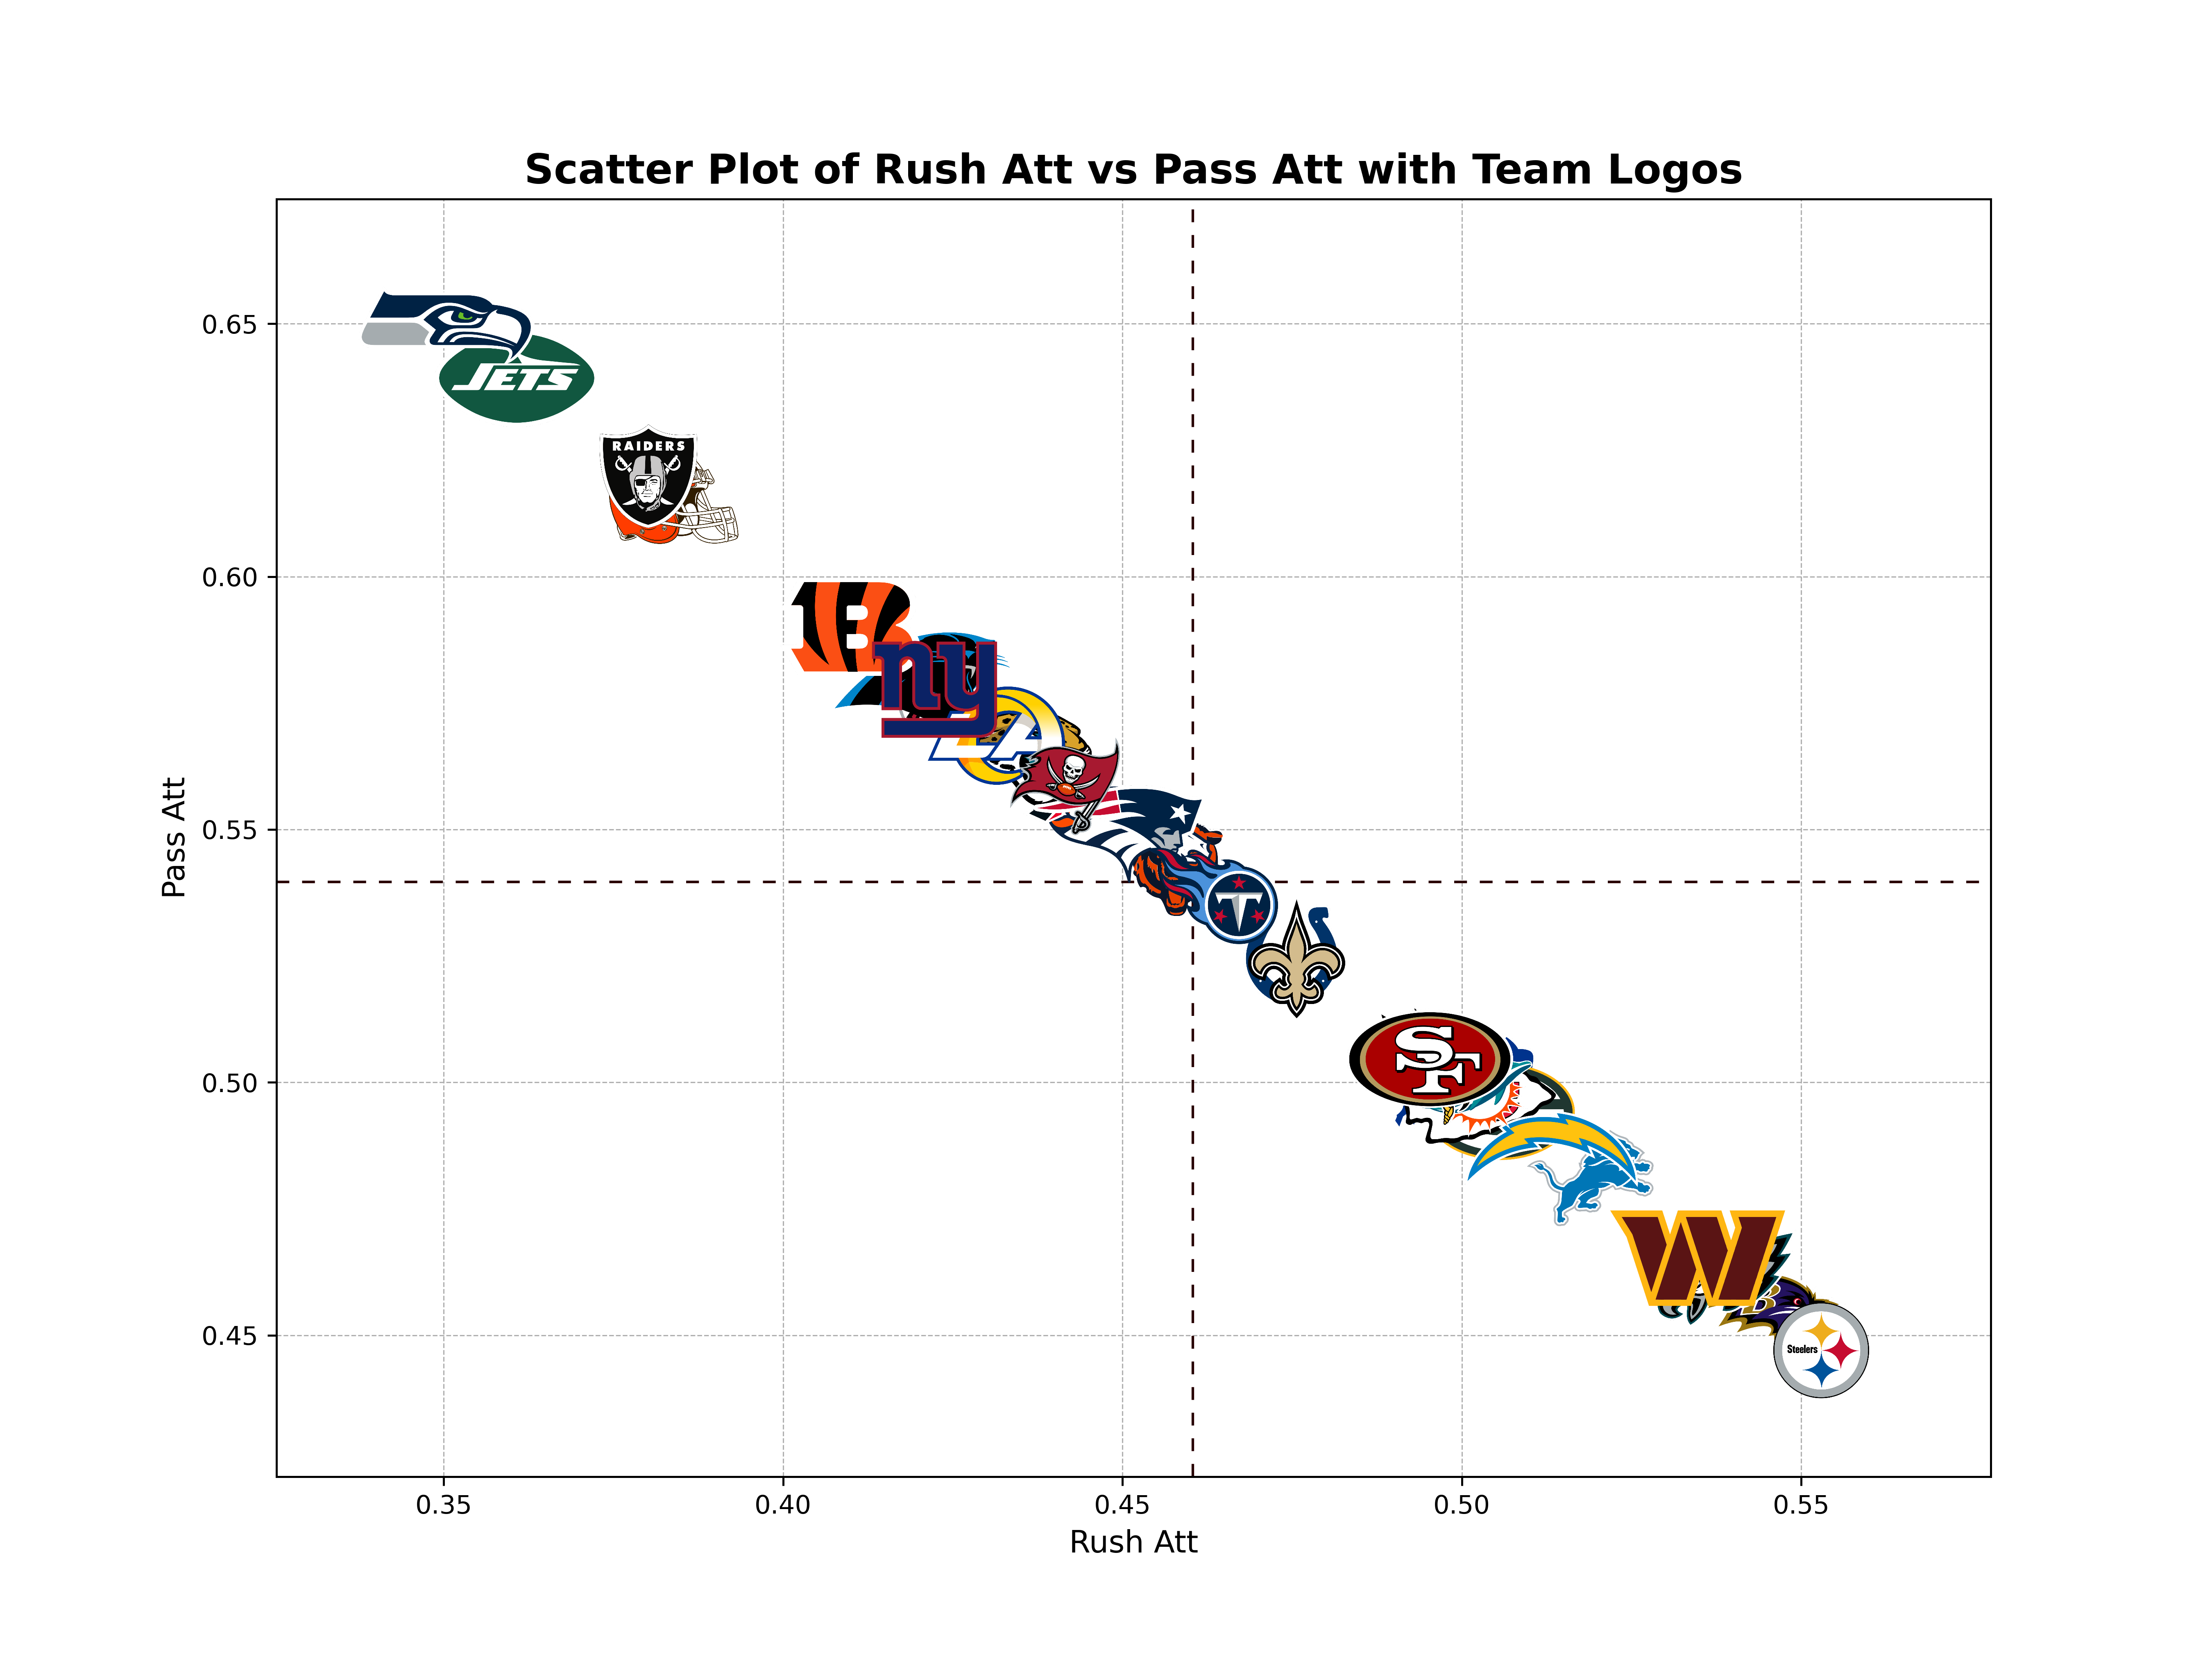 Scatter Plot of Rush Att vs Pass Att with Team Logos
0.65
JETS
RAIDERS
0.60
B
ny
LA
Pass Att
0.55
T
0.50
SF
W
B
0.45
Steelers
0.35
0.40
0.45
0.50
0.55
Rush Att